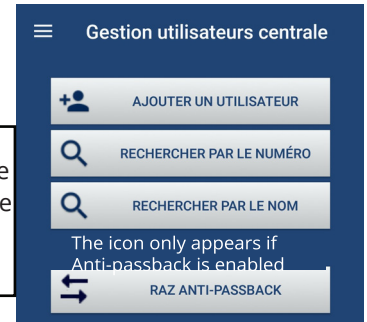 Gestion utilisateurs centrale
AJOUTER UN UTILISATEUR
RECHERCHER PAR LE NUMÉRO
e
e
RECHERCHER PAR LE NOM
The icon only appears if
Anti-passback is enabled
RAZ ANTI-PASSBACK